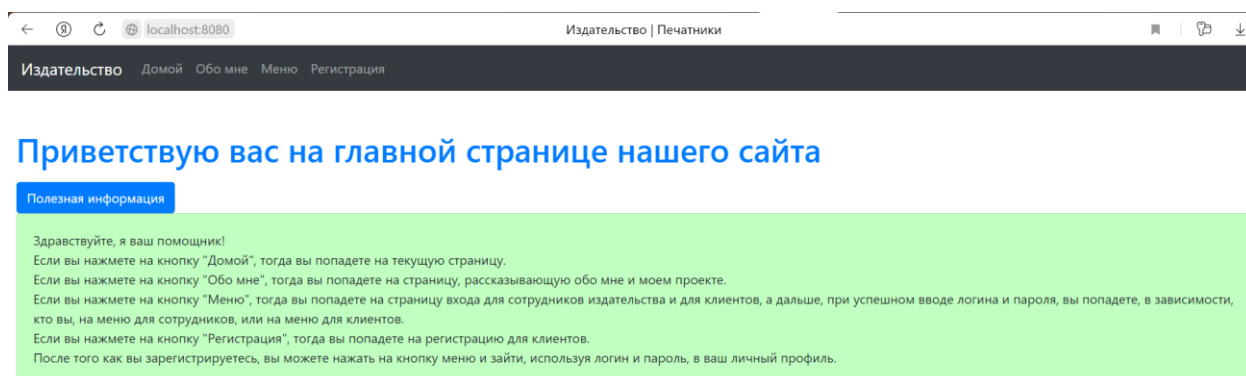 localhost:8080 Издательство | Печатники
Издательство Домой Обо мне Меню Регистрация
Приветствую вас на главной странице нашего сайта
Полезная информация
Здравствуйте, я ваш помощник!
Если вы нажмете на кнопку "Домой", тогда вы попадете на текущую страницу.
Если вы нажмете на кнопку "Обо мне", тогда вы попадете на страницу, рассказывающую обо мне и моем проекте.
Если вы нажмете на кнопку "Меню", тогда вы попадете на страницу входа для сотрудников издательства и для клиентов, а дальше, при успешном вводе логина и пароля, вы попадете, в зависимости,
кто вы, на меню для сотрудников, или на меню для клиентов.
Если вы нажмете на кнопку "Регистрация", тогда вы попадете на регистрацию для клиентов.
После того как вы зарегистрируетесь, вы можете нажать на кнопку меню и зайти, используя логин и пароль, в ваш личный профиль.